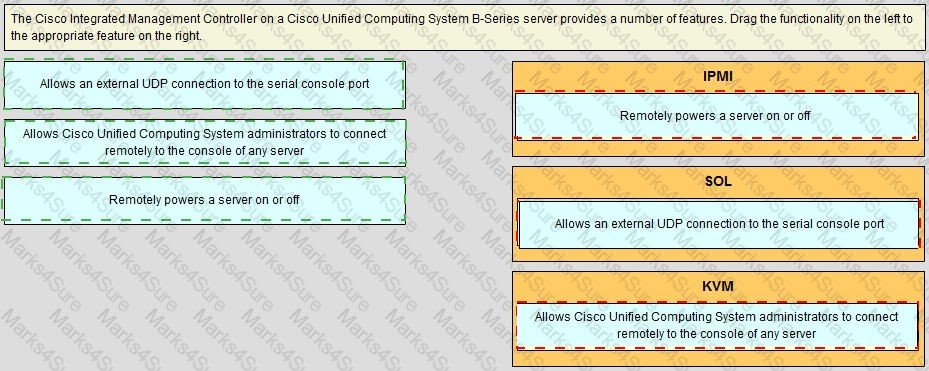 The Cisco Integrated Management Controller on a Cisco Unified Computing System B-Series server provides a number of features. Drag the functionality on the left to
the appropriate feature on the right.
Allows an external UDP connection to the serial console port
Allows Cisco Unified Computing System administrators to connect
remotely to the console of any server
Remotely powers a server on or off
IPMI
Remotely powers a server on or off
SOL
Allows an external UDP connection to the serial console port
KVM
Allows Cisco Unified Computing System administrators to connect
remotely to the console of any server
Marks4Sure